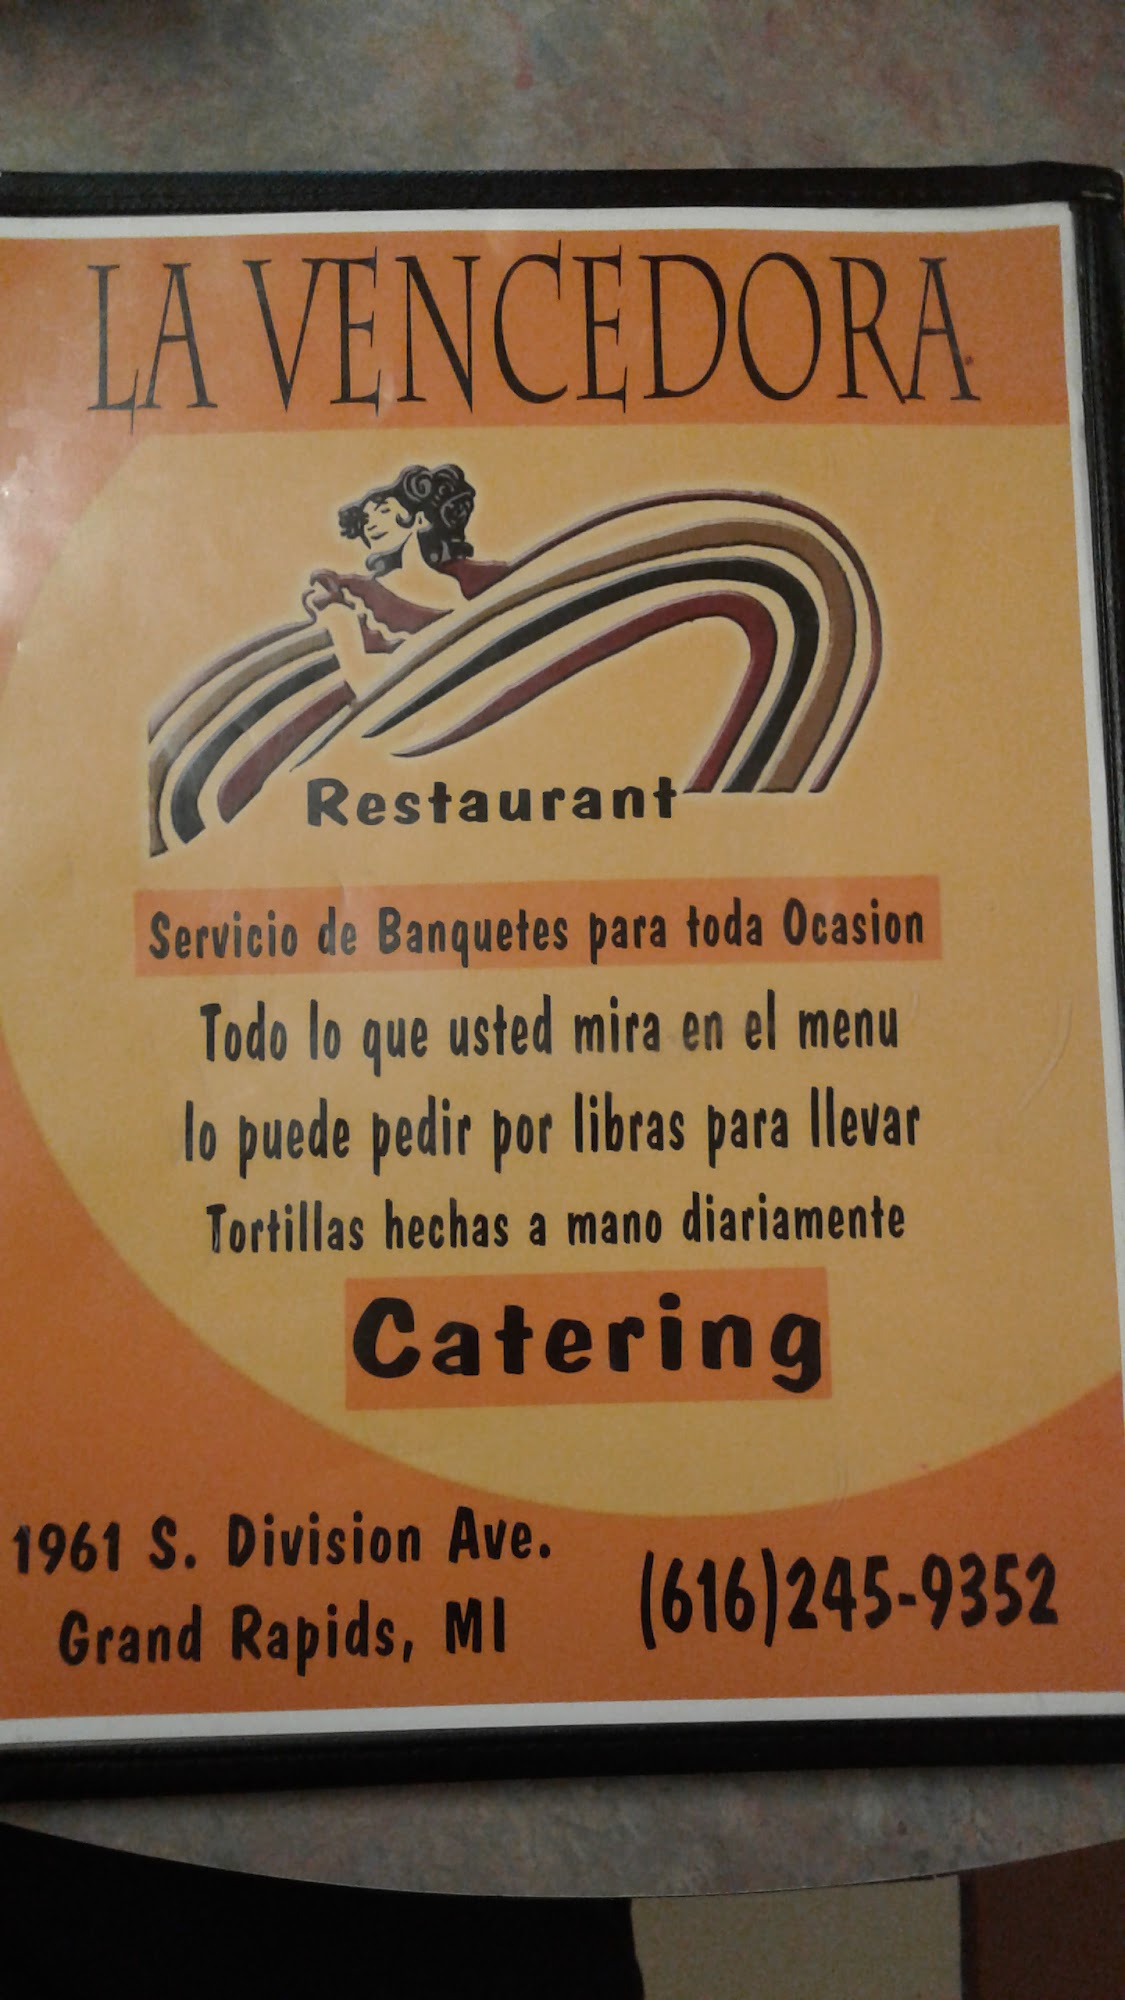 LA VENCEDORA
Restaurant
Servicio de Banquetes para toda Ocasion
Todo lo que usted mira en el menu
lo puede pedir por libras para llevar
Tortillas hechas a mano diariamente
Catering
1961 S. Division Ave.
Grand Rapids, MI
(616)245-9352